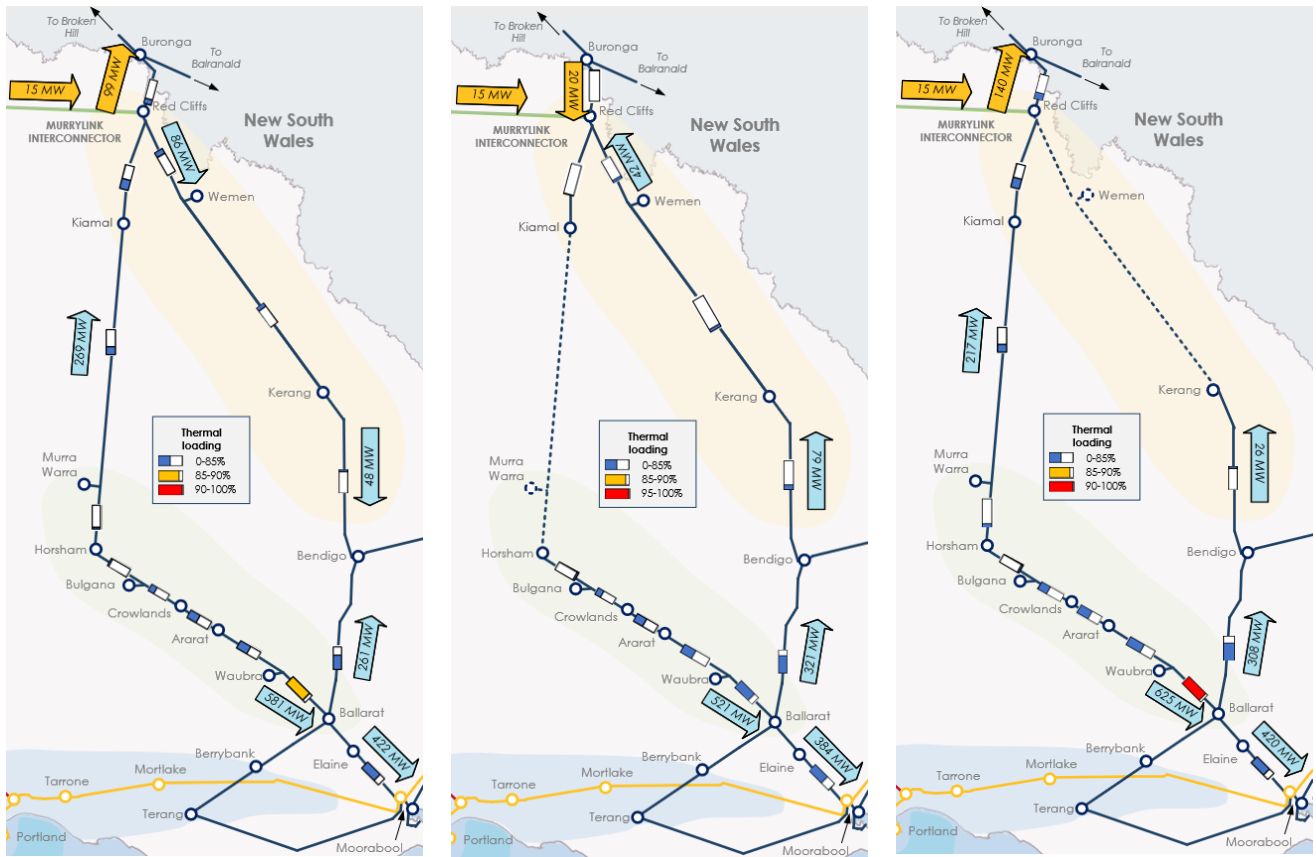 To Broken
Hill
Buronga
To
Balranald
99 MW
15 MW
Red Cliffs
MURRYLINK
INTERCONNECTOR
New South
Wales
86 MW
Wemen
Kiamal
269 MW
Kerang
Thermal
loading
0-85%
85-90%
90-100%
48 MW
Murra
Warra
Horsham
Bendigo
Bulgana
Crowlands
Ararat
261 MW
Waubra
581 MW
Ballarat
Berrybank
Elaine
422 MW
Tarrone
Mortlake
Terang
Portland
Moorabool
To Broken
Hill
Buronga
To
Balranald
20 MW
15 MW
Red Cliffs
MURRYLINK
INTERCONNECTOR
New South
Wales
42 MW
Wemen
Kiamal
Kerang
Thermal
loading
0-85%
85-90%
95-100%
79 MW
Murra
Warra
Horsham
Bendigo
Bulgana
Crowlands
Ararat
321 MW
Waubra
521 MW
Ballarat
Berrybank
Elaine
384 MW
Tarrone
Mortlake
Terang
Portland
Moorabool
To Broken
Hill
Buronga
To
Balranald
140 MW
15 MW
Red Cliffs
MURRYLINK
INTERCONNECTOR
New South
Wales
Wemen
Kiamal
217 MW
Kerang
Thermal
loading
0-85%
85-90%
90-100%
26 MW
Murra
Warra
Horsham
Bendigo
Bulgana
Crowlands
Ararat
308 MW
Waubra
625 MW
Ballarat
Berrybank
Elaine
420 MW
Tarrone
Mortlake
Terang
Portland
Moorabool